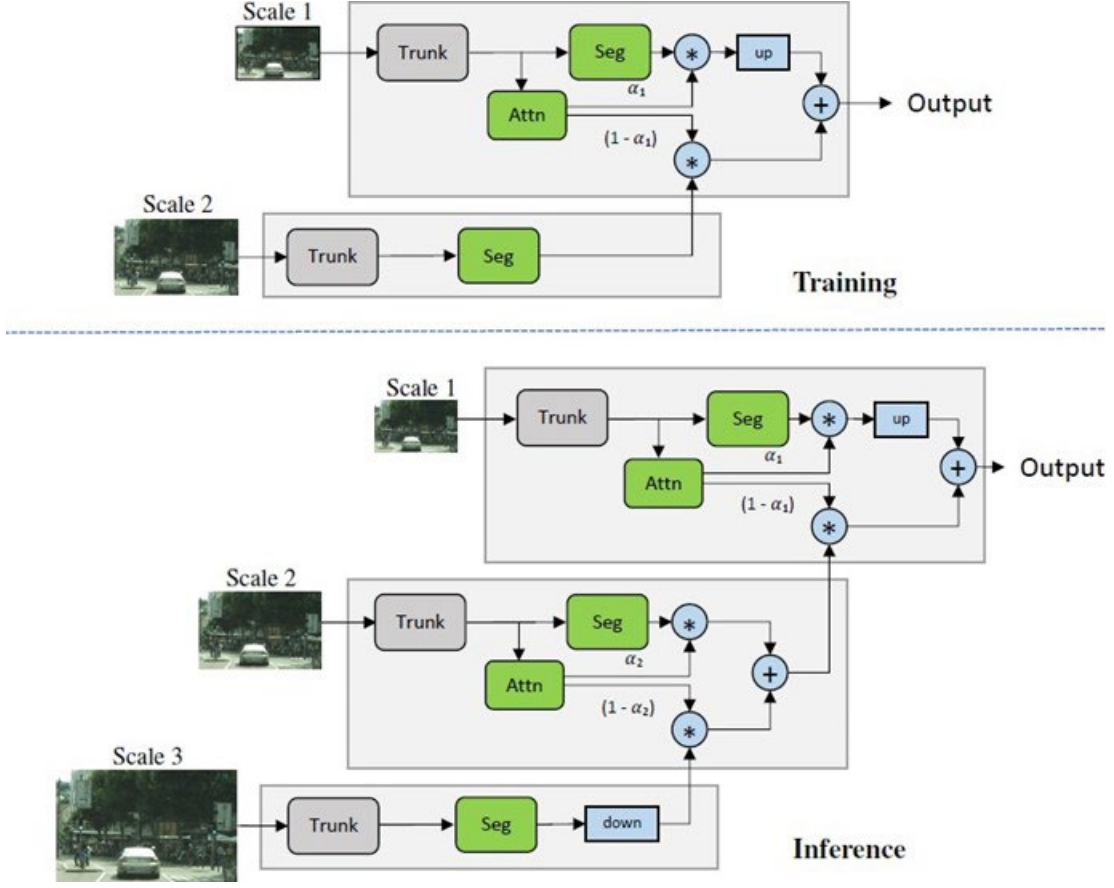 Scale 1
Trunk
Seg
*
up
α₁
Attn
+
Output
(1 - α₁)
*
Scale 2
Trunk
Seg
Training
Scale 1
Trunk
Seg
*
up
α₁
Attn
+
Output
(1 - α₁)
*
Scale 2
Trunk
Seg
*
α₂
Attn
+
(1 - α₂)
*
Scale 3
Trunk
Seg
down
Inference